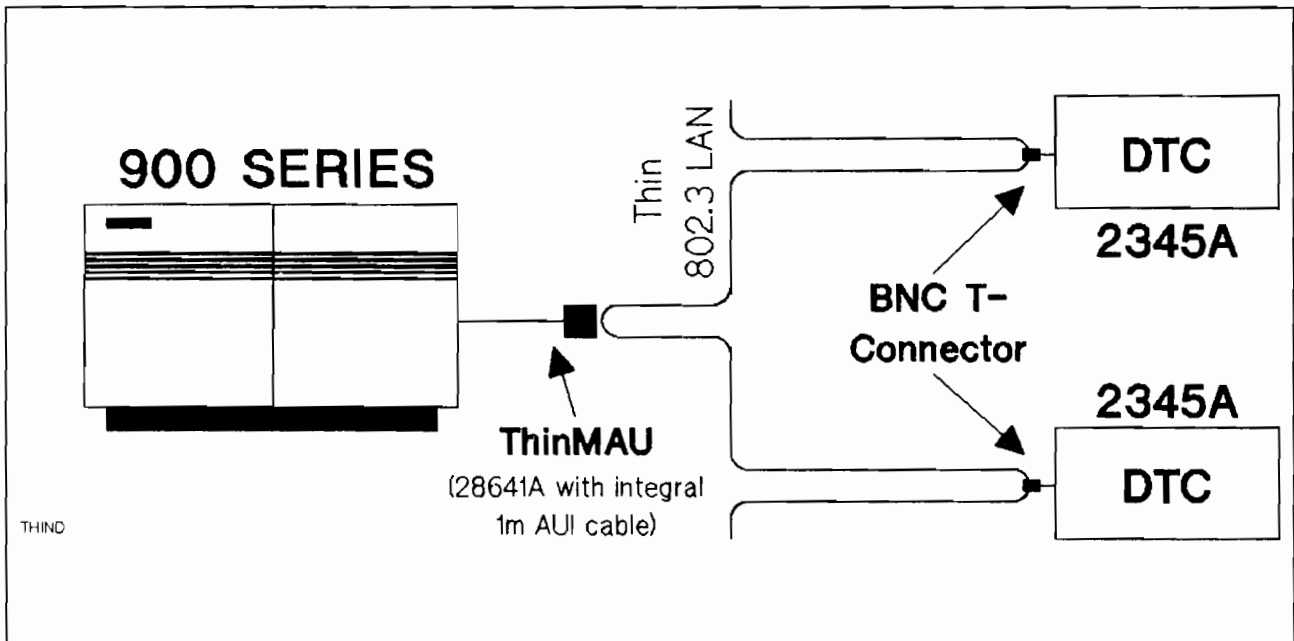 900 SERIES
Thin
802.3 LAN
DTC
2345A
BNC T-
Connector
2345A
DTC
ThinMAU
(28641A with integral
1m AUI cable)
THIND